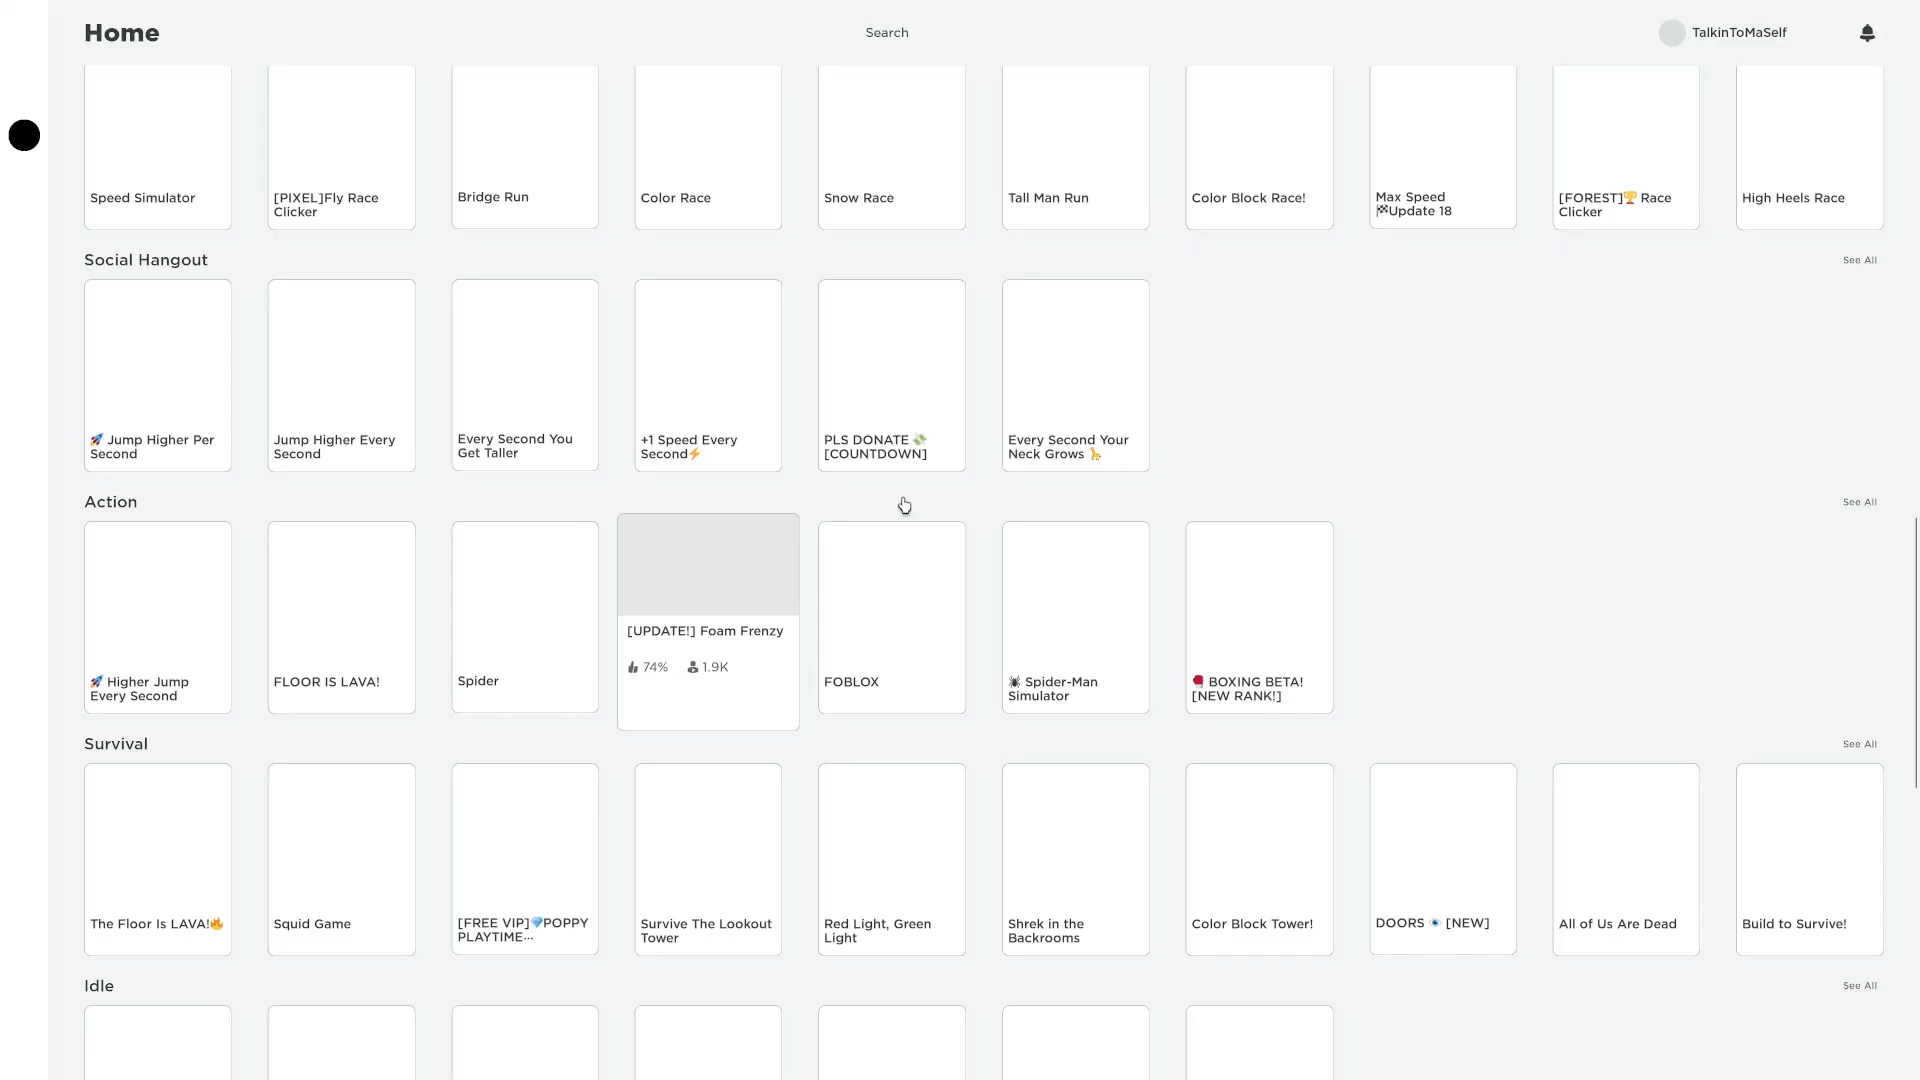 Home
Search
TalkinToMaSelf
Speed Simulator
[PIXEL]Fly Race
Clicker
Bridge Run
Color Race
Snow Race
Tall Man Run
Color Block Race!
Max Speed
🏁Update 18
[FOREST]🏆 Race
Clicker
High Heels Race
Social Hangout
See All
🚀 Jump Higher Per
Second
Jump Higher Every
Second
Every Second You
Get Taller
+1 Speed Every
Second⚡
PLS DONATE 💸
[COUNTDOWN]
Every Second Your
Neck Grows 🦒
Action
See All
🚀 Higher Jump
Every Second
FLOOR IS LAVA!
Spider
[UPDATE!] Foam Frenzy
74%
1.9K
FOBLOX
🕷 Spider-Man
Simulator
🥊 BOXING BETA!
[NEW RANK!]
Survival
See All
The Floor Is LAVA!🔥
Squid Game
[FREE VIP]💎POPPY
PLAYTIME...
Survive The Lookout
Tower
Red Light, Green
Light
Shrek in the
Backrooms
Color Block Tower!
DOORS 👁 [NEW]
All of Us Are Dead
Build to Survive!
Idle
See All